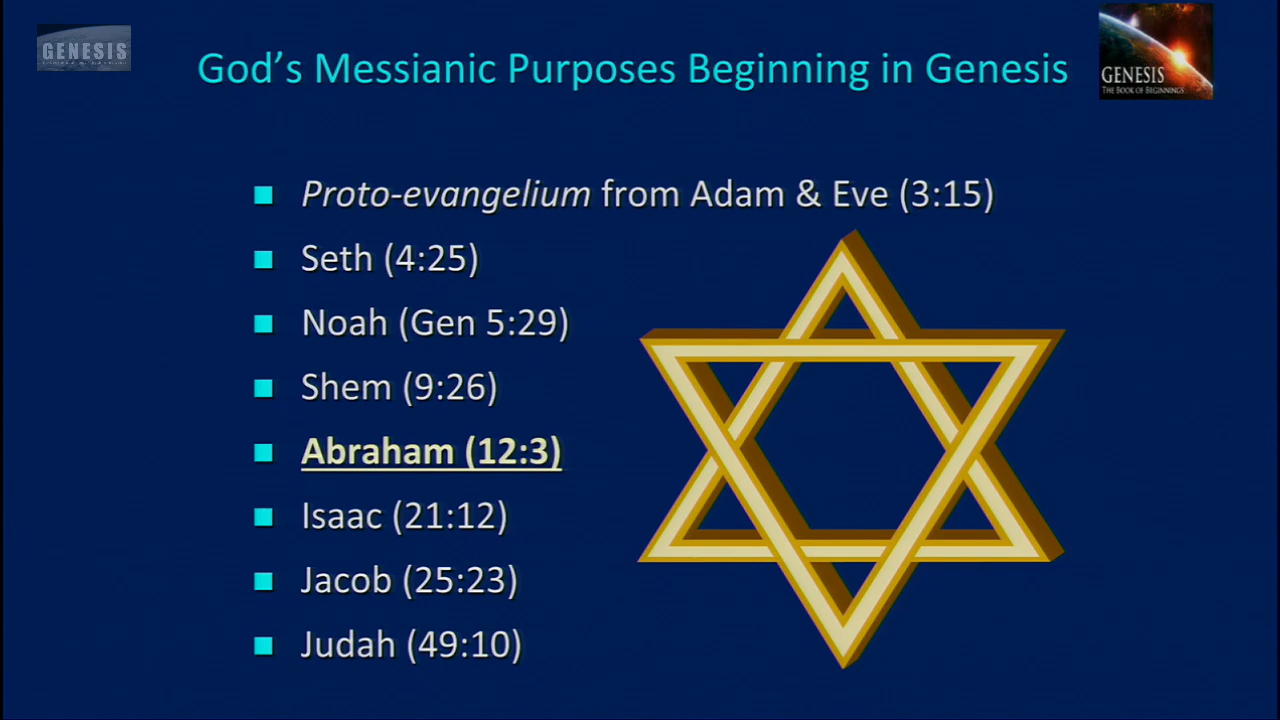 GENESIS
God's Messianic Purposes Beginning in Genesis
GENESIS
THE BOOK OF BEGINNINGS
Proto-evangelium from Adam & Eve (3:15)
Seth (4:25)
Noah (Gen 5:29)
Shem (9:26)
Abraham (12:3)
Isaac (21:12)
Jacob (25:23)
Judah (49:10)